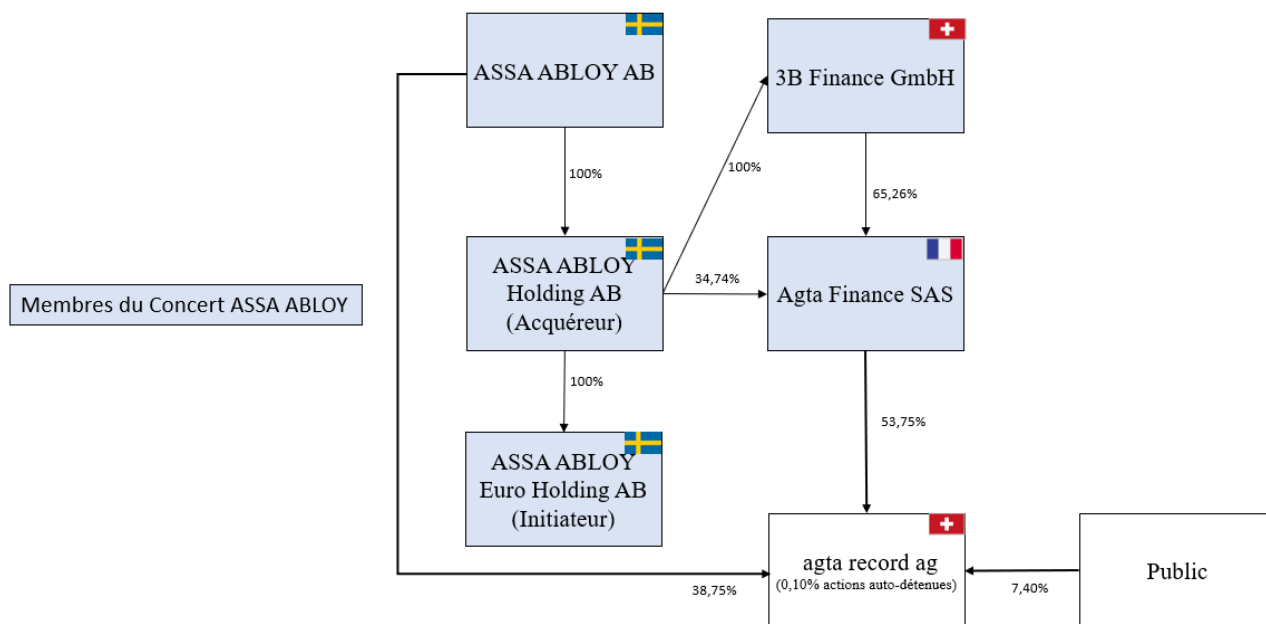 ASSA ABLOY AB
3B Finance GmbH
100%
100%
65,26%
Membres du Concert ASSA ABLOY
ASSA ABLOY
Holding AB
(Acquéreur)
34,74%
Agta Finance SAS
100%
53,75%
ASSA ABLOY
Euro Holding AB
(Initiateur)
agta record ag
(0,10% actions auto-détenues)
Public
38,75%
7,40%